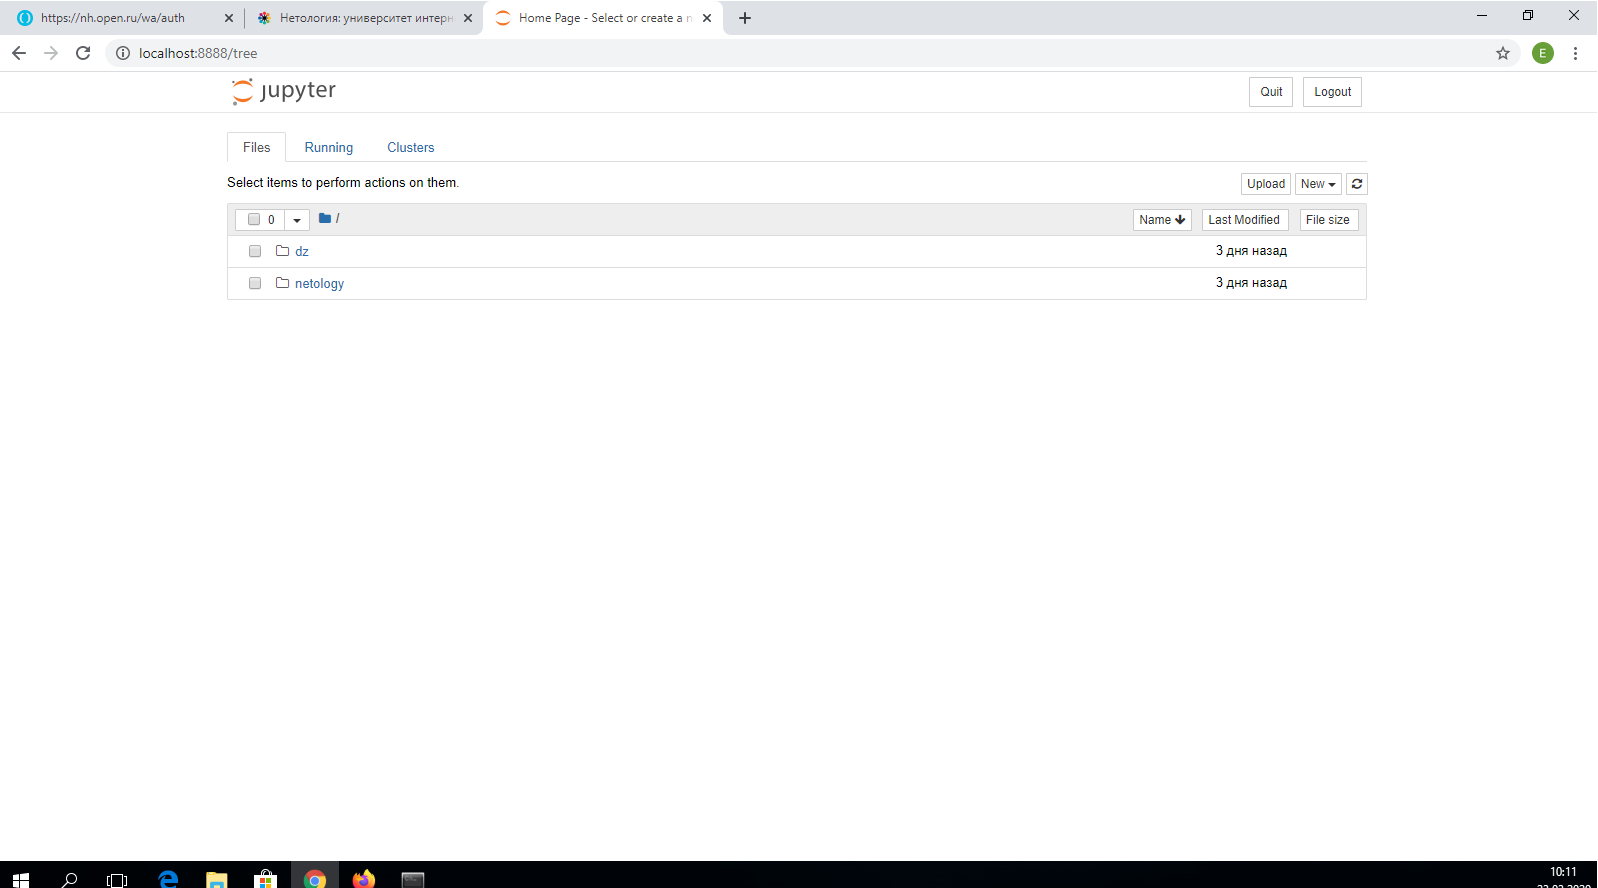 https://nh.open.ru/wa/auth
Нетология: университет интерн
Home Page - Select or create a n
localhost:8888/tree
E
jupyter
Quit
Logout
Files
Running
Clusters
Select items to perform actions on them.
Upload
New
0
/
Name
Last Modified
File size
dz
3 дня назад
netology
3 дня назад
10:11